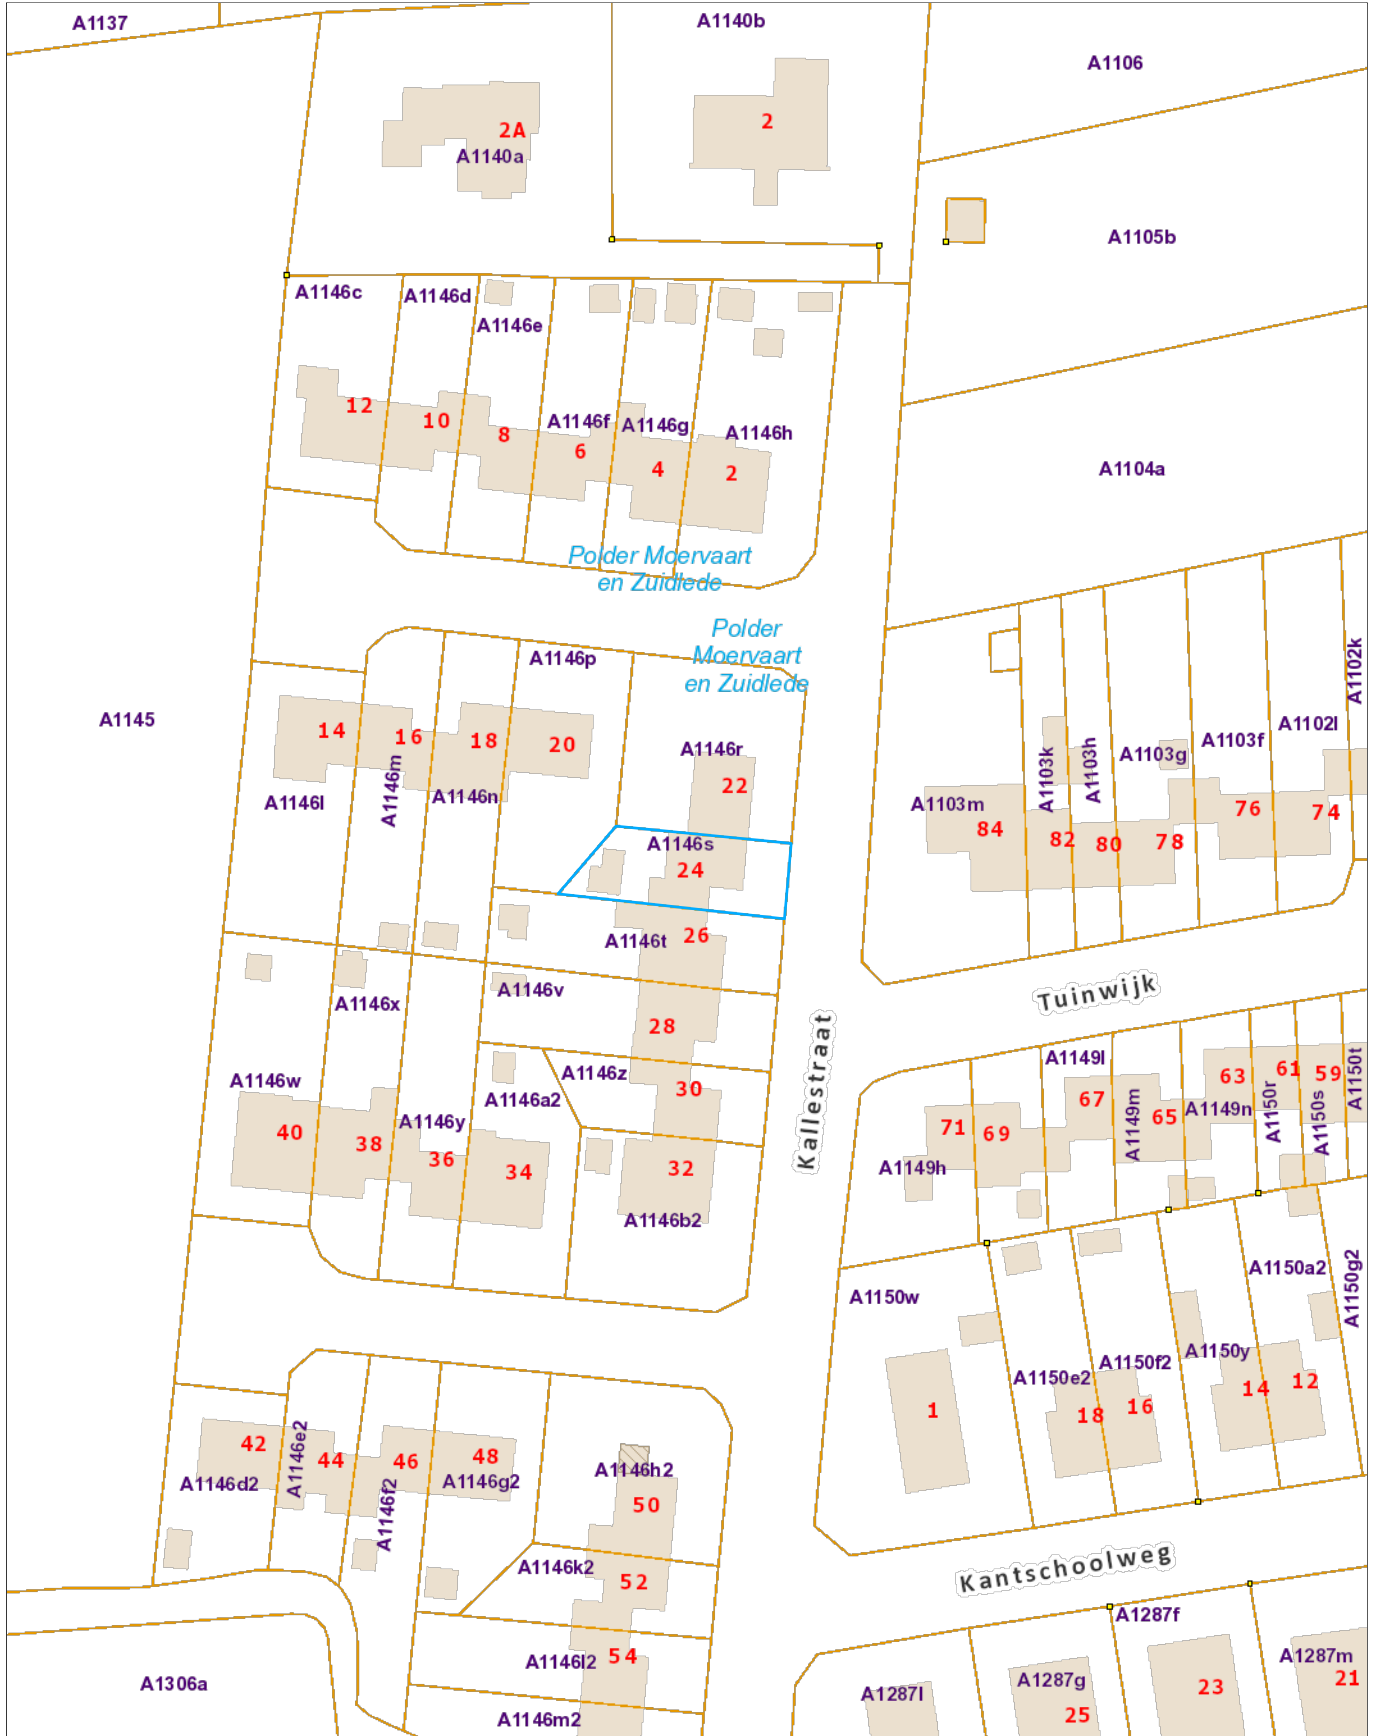 A1137
A1140b
A1106
2A
2
A1140a
A1105b
A1146c
A1146d
A1146e
12
10
8
A1146f
A1146g
A1146h
6
4
2
A1104a
Polder Moervaart
en Zuidlede
Polder
Moervaart
en Zuidlede
A1146p
A1145
14
16
18
20
A1146r
22
A1146l
A1146m
A1146n
A1102k
A1102l
A1103f
A1103g
A1103h
A1103k
A1103m
84
82
80
78
76
74
A1146s
24
A1146t
26
A1146v
A1146x
28
Tuinwijk
Kallestraat
A1146w
A1146z
A1146a2
30
A1146y
40
38
36
34
32
A1146b2
A1149l
63
61
59
A1150t
67
65
A1149m
A1149n
A1150r
A1150s
71
69
A1149h
A1150w
A1150a2
A1150g2
A1150y
A1150f2
A1150e2
1
18
16
14
12
42
44
46
48
A1146d2
A1146e2
A1146f2
A1146g2
A1146h2
50
A1146k2
52
Kantschoolweg
A1287f
A1146l2
54
A1306a
A1146m2
A1287l
A1287g
25
23
A1287m
21